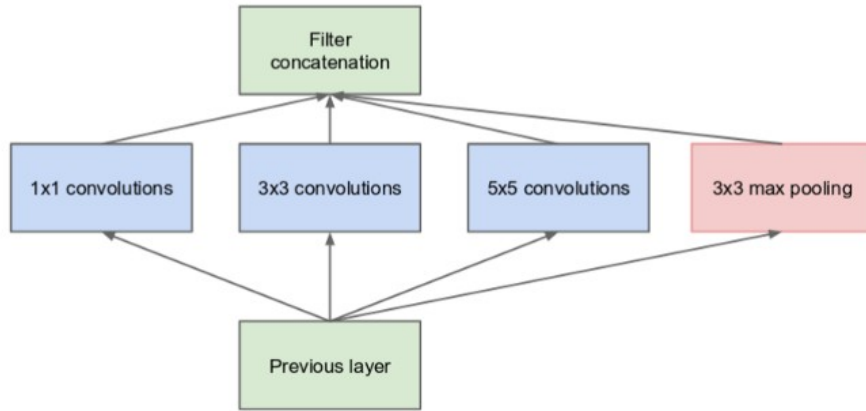 Filter
concatenation
1x1 convolutions
3x3 convolutions
5x5 convolutions
3x3 max pooling
Previous layer